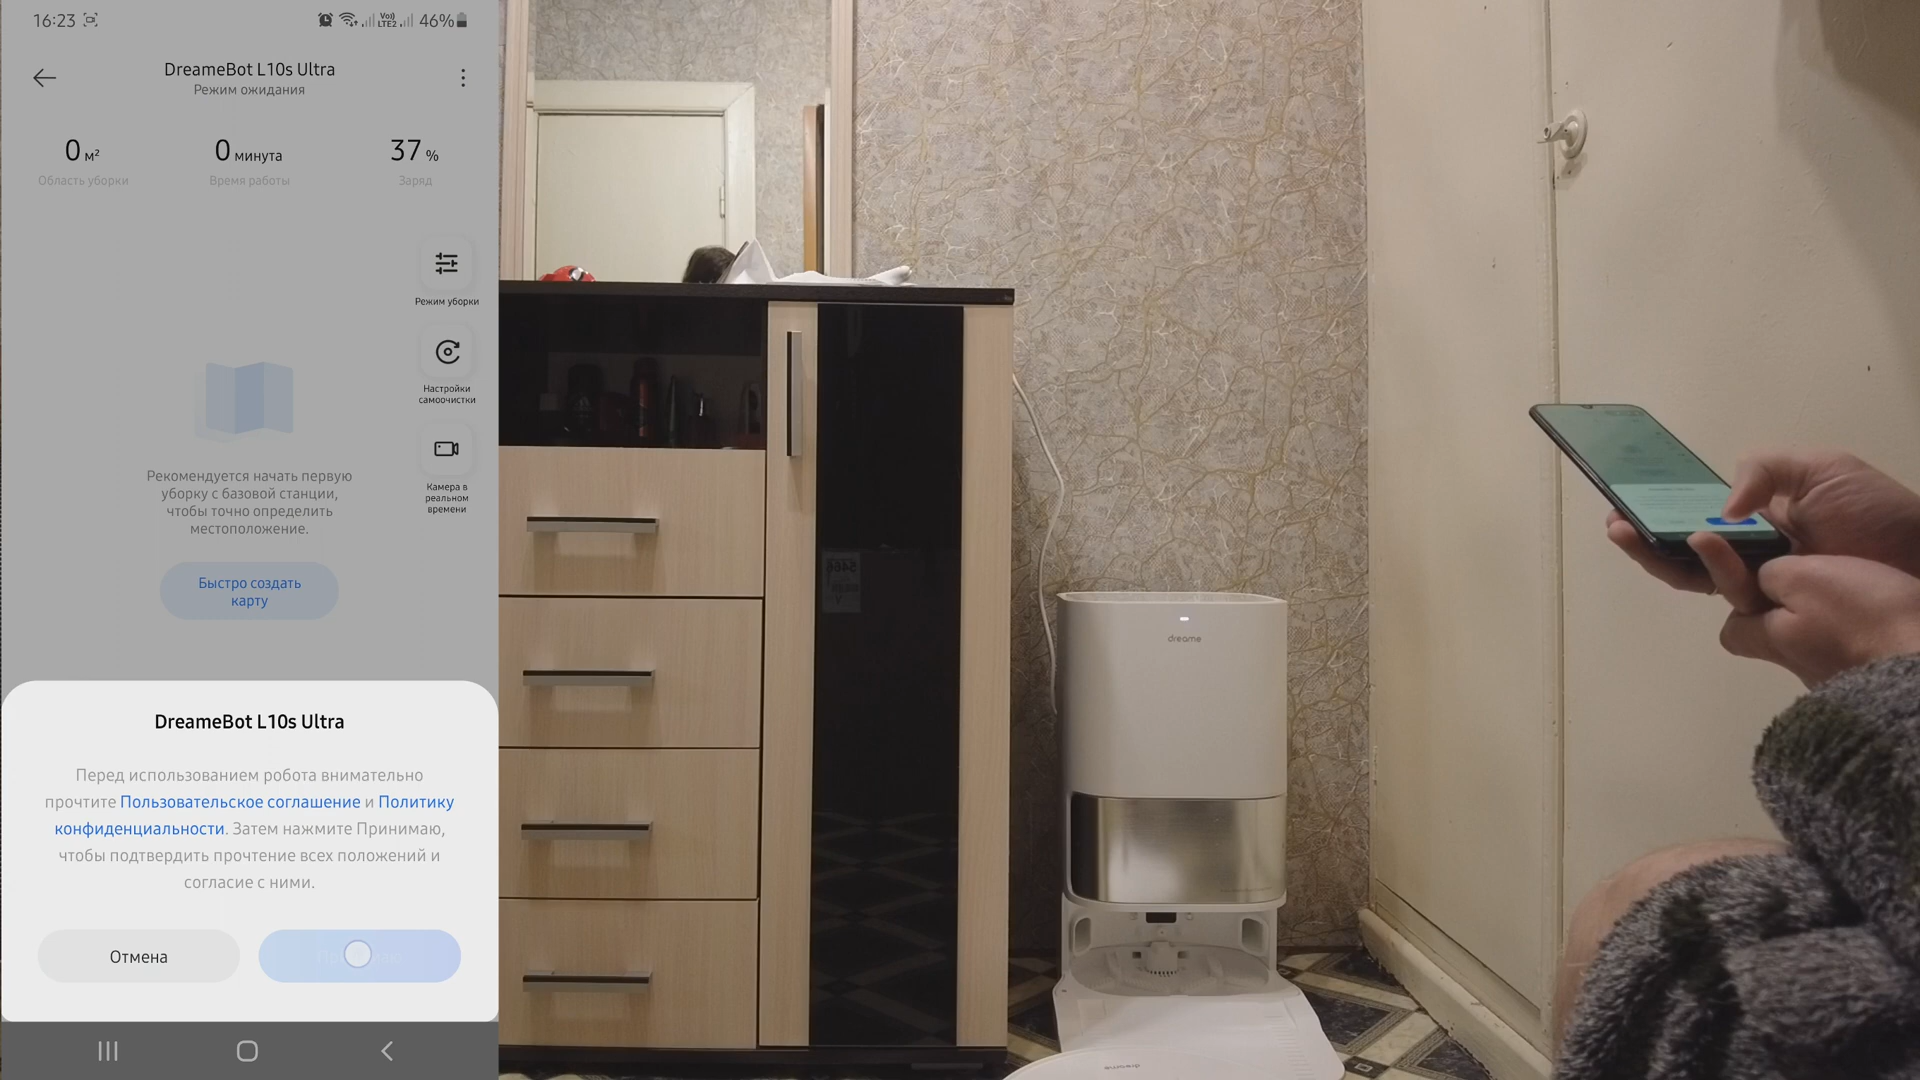 16:23
Vo))
LTE2
46%
DreameBot L10s Ultra
Режим ожидания
0 м²
0 минута
37 %
Область уборки
Время работы
Заряд
Режим уборки
Настройки
самоочистки
Камера в
реальном
времени
Рекомендуется начать первую
уборку с базовой станции,
чтобы точно определить
местоположение.
Быстро создать
карту
DreameBot L10s Ultra
Перед использованием робота внимательно
прочтите Пользовательское соглашение и Политику
конфиденциальности. Затем нажмите Принимаю,
чтобы подтвердить прочтение всех положений и
согласие с ними.
Отмена
dreame